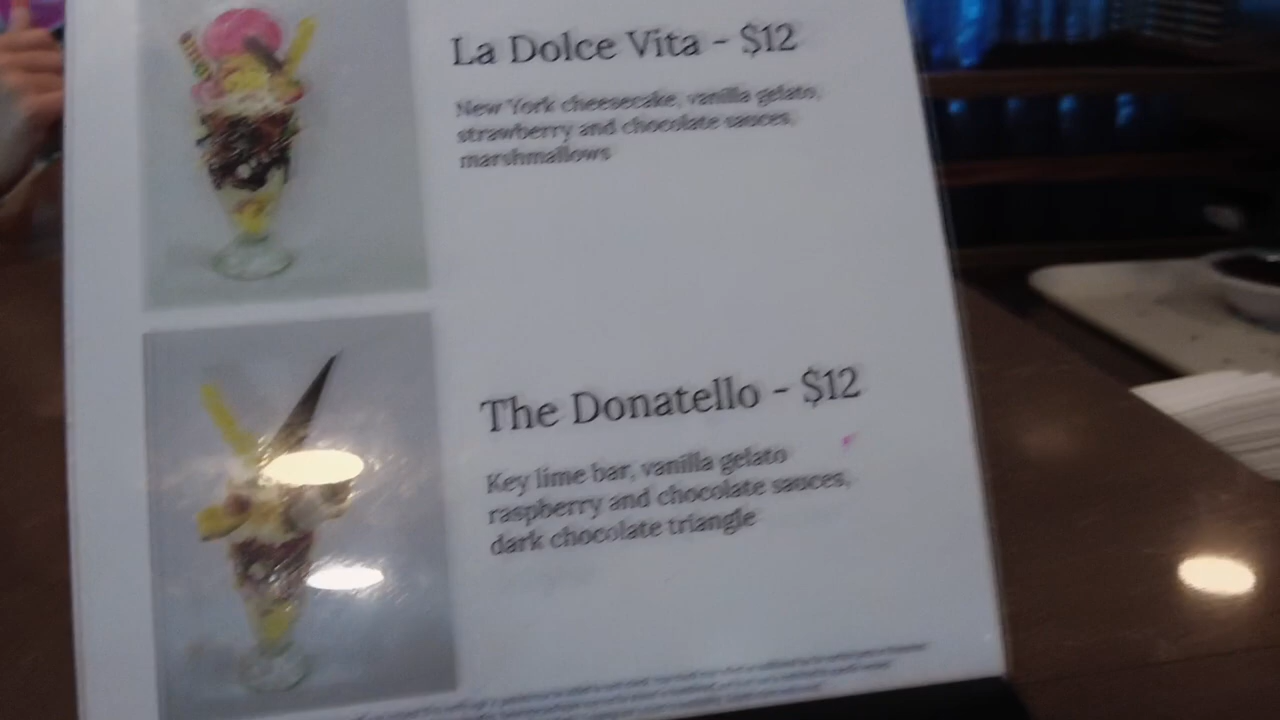 La Dolce Vita - $12
New York cheesecake, vanilla gelato,
strawberry and chocolate sauces,
marshmallows
The Donatello - $12
Key lime bar, vanilla gelato
raspberry and chocolate sauces,
dark chocolate triangle